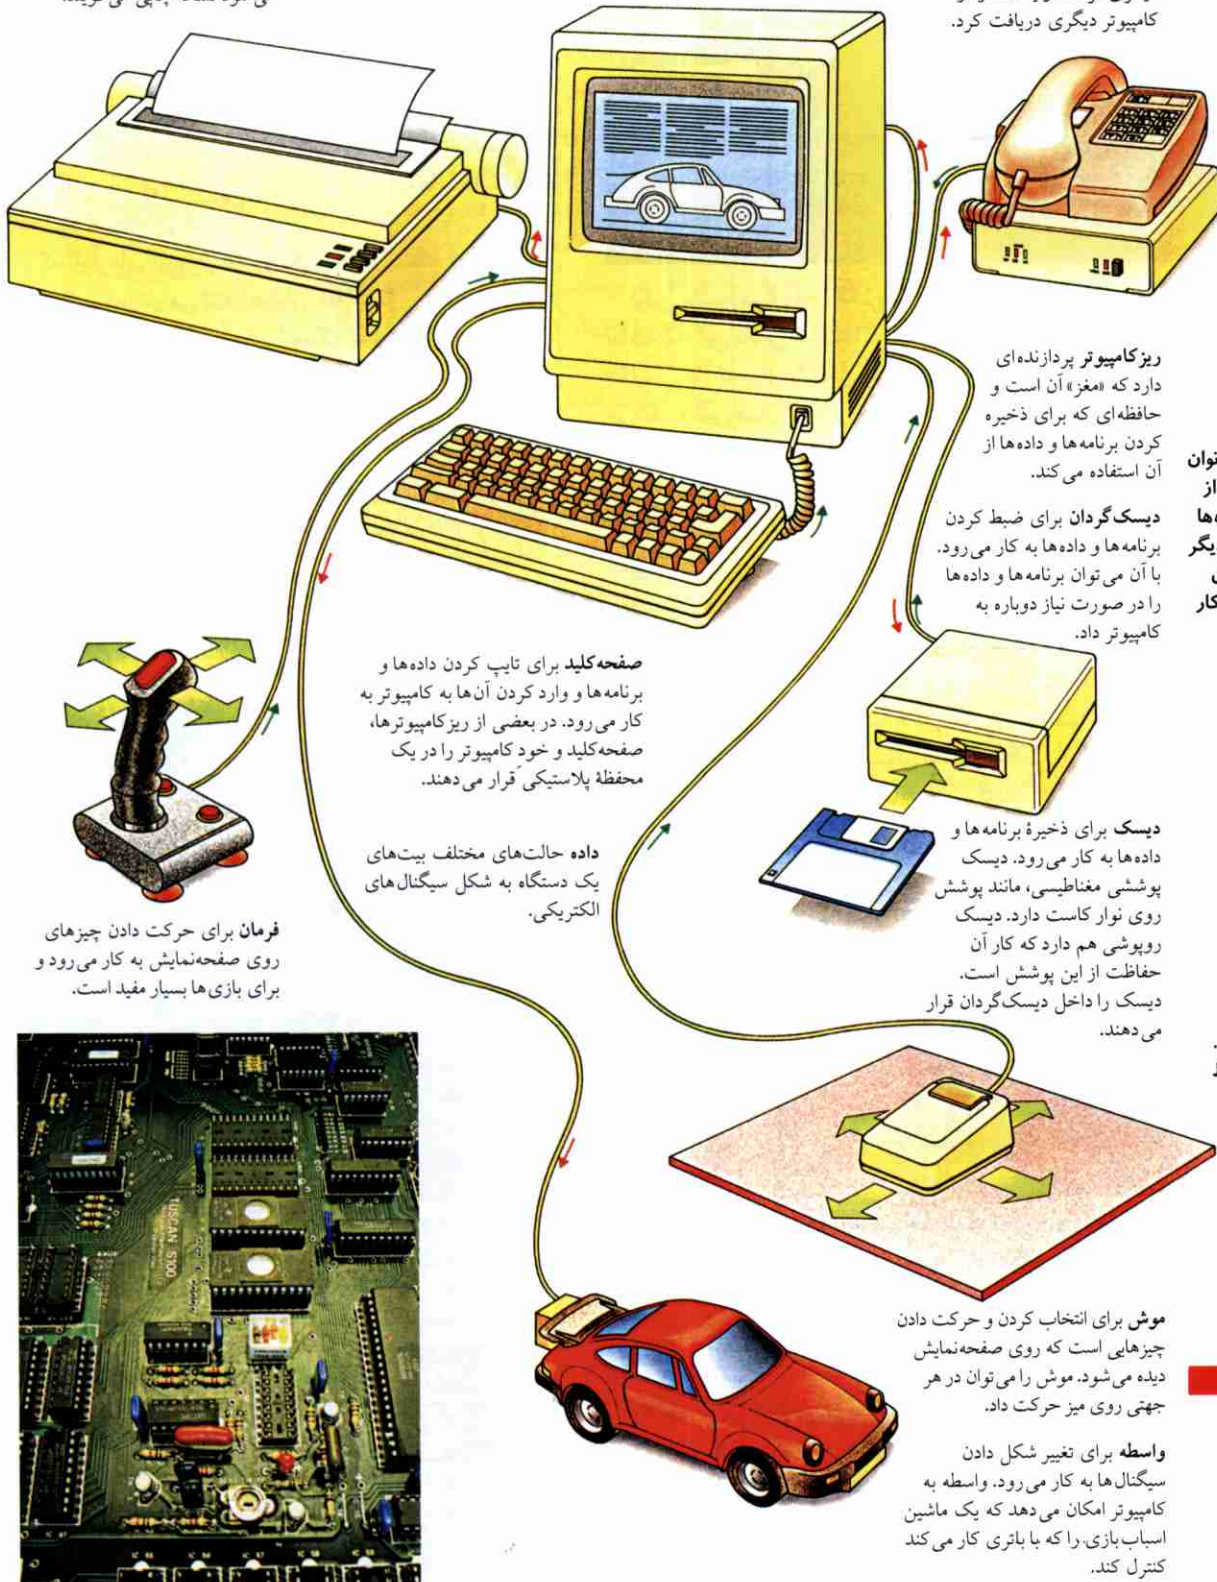 کامپیوتر دیگری دریافت کرد.
ریزکامپیوتر پردازنده‌ای
دارد که «مغز» آن است و
حافظه‌ای که برای ذخیره
کردن برنامه‌ها و داده‌ها از
آن استفاده می‌کند.
دیسک‌گردان برای ضبط کردن
برنامه‌ها و داده‌ها به کار می‌رود.
با آن می‌توان برنامه‌ها و داده‌ها
را در صورت نیاز دوباره به
کامپیوتر داد.
صفحه‌کلید برای تایپ کردن داده‌ها و
برنامه‌ها و وارد کردن آن‌ها به کامپیوتر به
کار می‌رود. در بعضی از ریزکامپیوترها،
صفحه‌کلید و خودِ کامپیوتر را در یک
محفظهٔ پلاستیکی قرار می‌دهند.
داده حالت‌های مختلف بیت‌های
یک دستگاه به شکل سیگنال‌های
الکتریکی.
دیسک برای ذخیرهٔ برنامه‌ها و
داده‌ها به کار می‌رود. دیسک
پوششی مغناطیسی، مانند پوشش
روی نوار کاست دارد. دیسک
روپوشی هم دارد که کار آن
حفاظت از این پوشش است.
دیسک را داخل دیسک‌گردان قرار
می‌دهند.
فرمان برای حرکت دادن چیزهای
روی صفحه‌نمایش به کار می‌رود و
برای بازی‌ها بسیار مفید است.
TUSCAN S100
موش برای انتخاب کردن و حرکت دادن
چیزهایی است که روی صفحه‌نمایش
دیده می‌شود. موش را می‌توان در هر
جهتی روی میز حرکت داد.
واسطه برای تغییر شکل دادن
سیگنال‌ها به کار می‌رود. واسطه به
کامپیوتر امکان می‌دهد که یک ماشین
اسباب‌بازی را که با باتری کار می‌کند
کنترل کند.